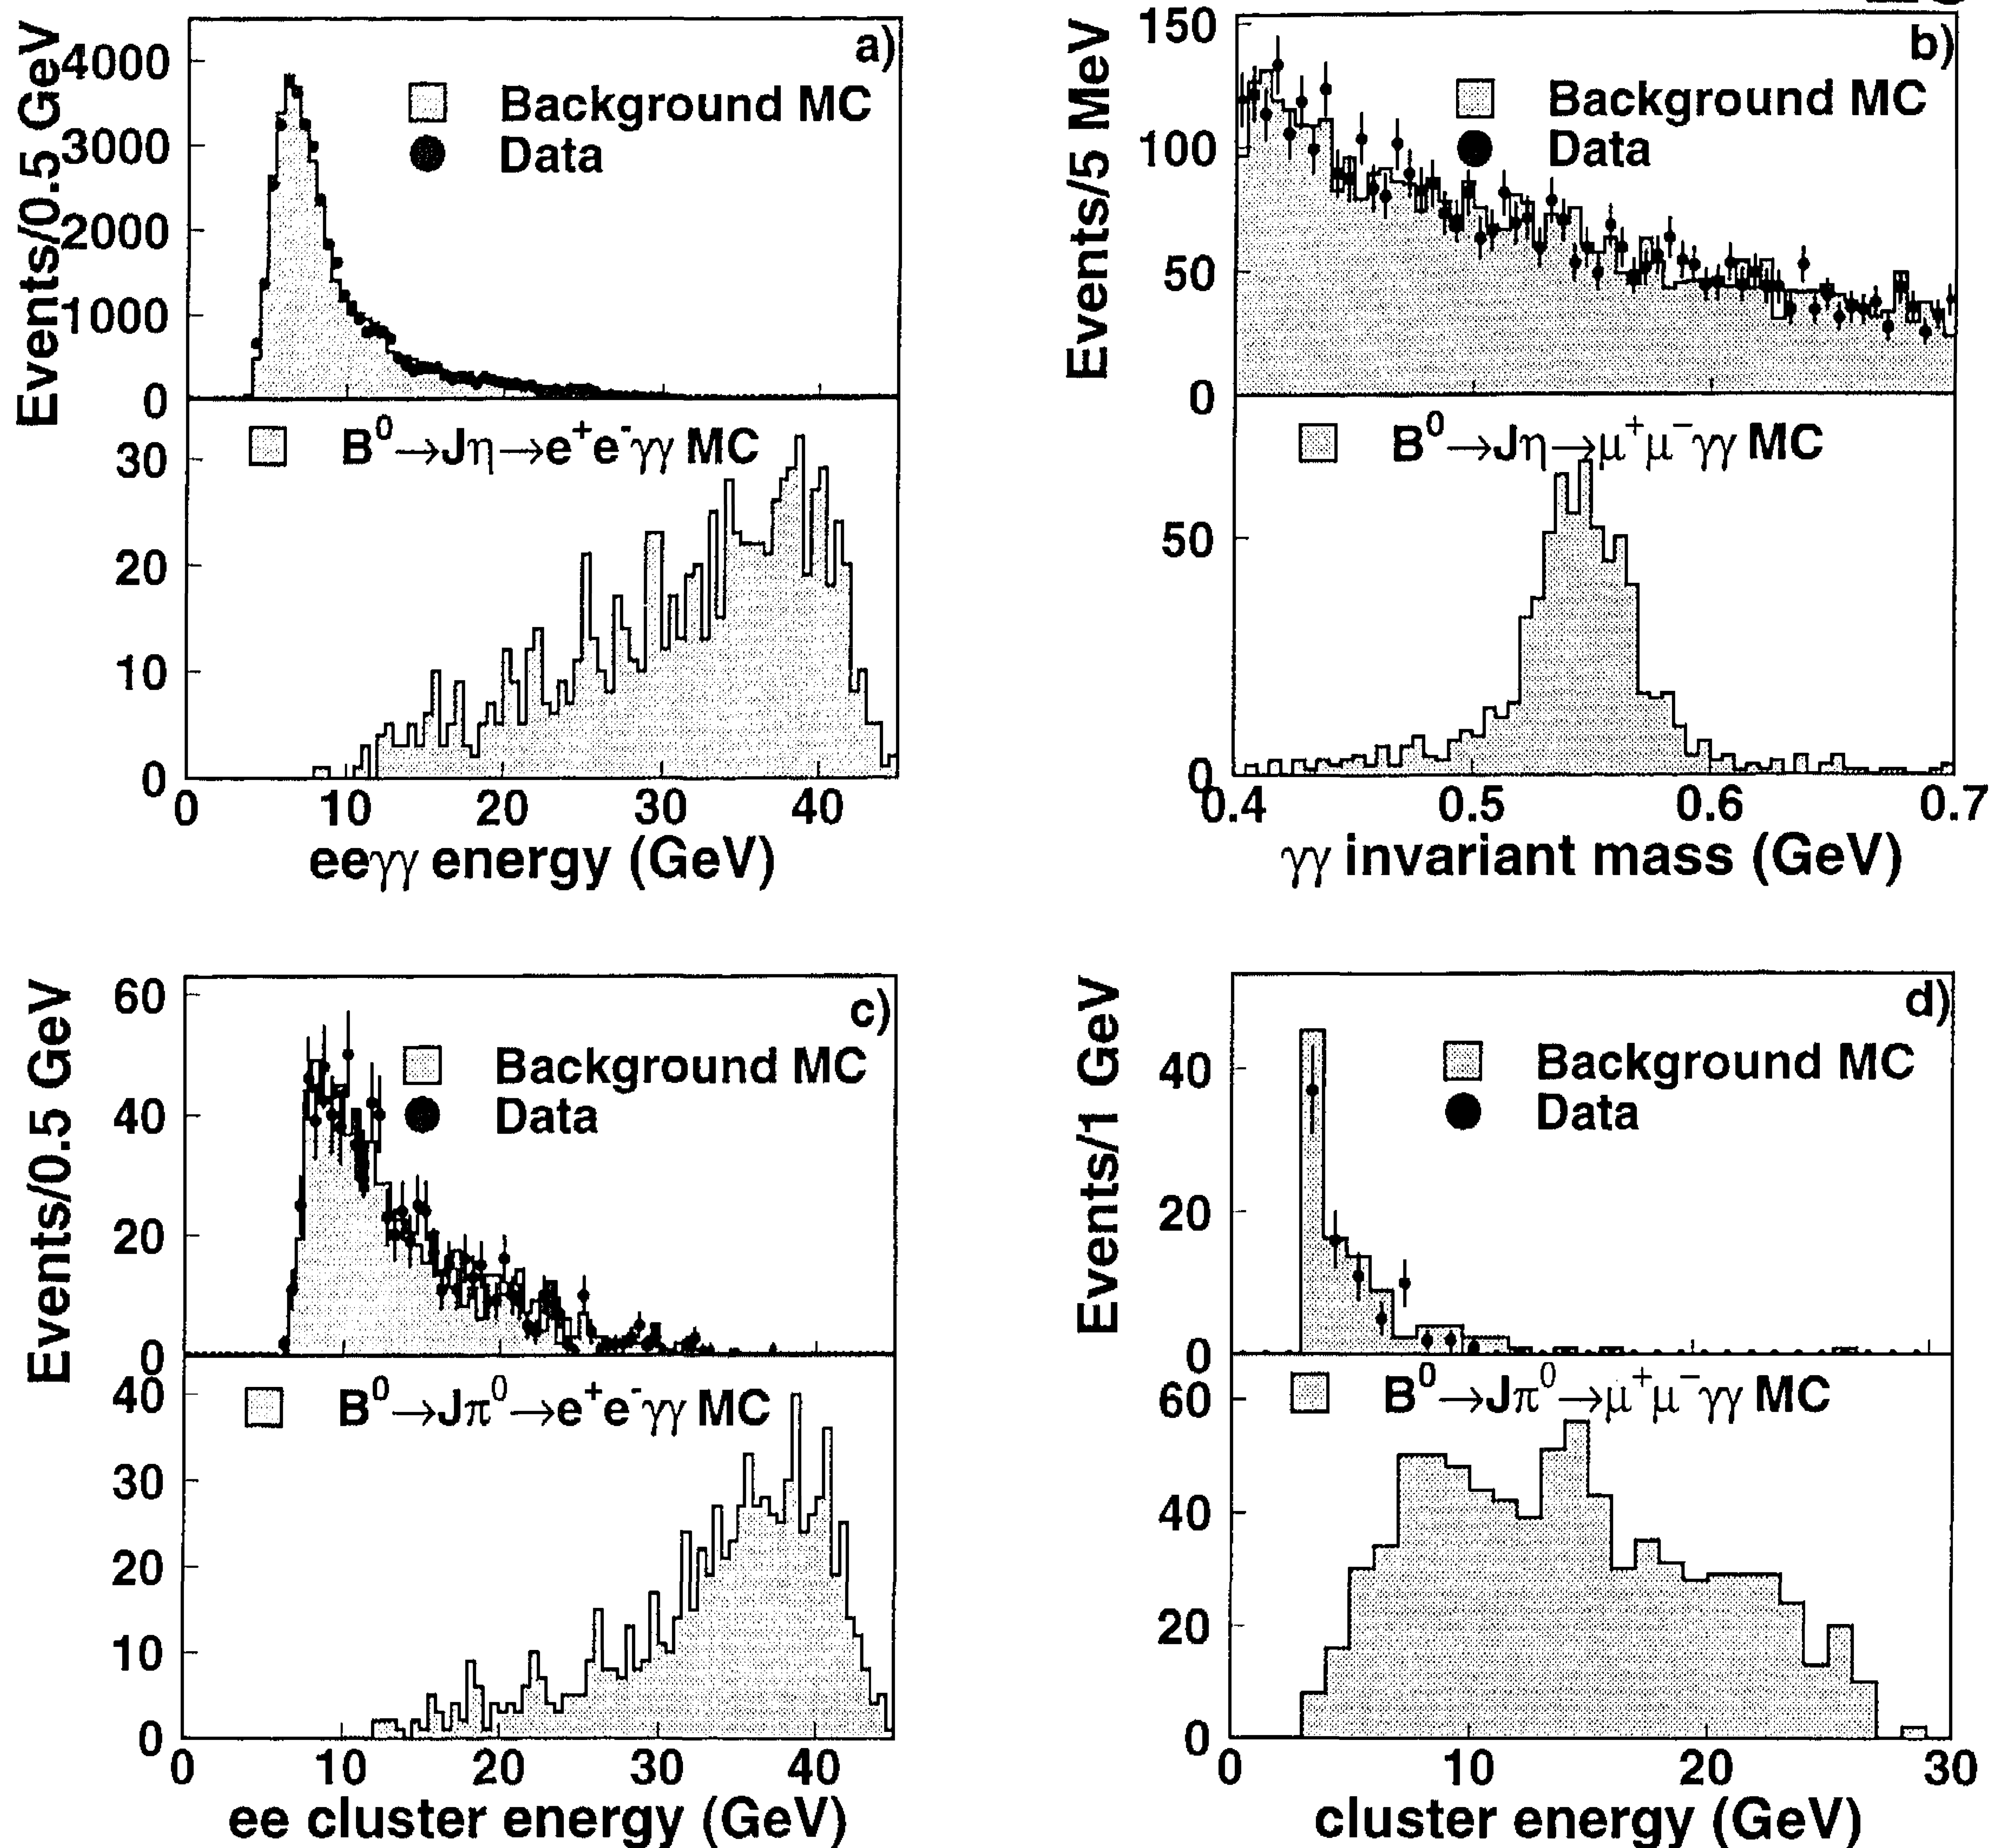 a)
Events/0.5 GeV
4000
3000
2000
1000
0
Background MC
Data
B⁰→Jη→e⁺e⁻γγ MC
30
20
10
0
0 10 20 30 40
eeγγ energy (GeV)
b)
Events/5 MeV
150
100
50
0
Background MC
Data
B⁰→Jη→μ⁺μ⁻γγ MC
50
0
0.4 0.5 0.6 0.7
γγ invariant mass (GeV)
c)
Events/0.5 GeV
60
40
20
0
Background MC
Data
B⁰→Jπ⁰→e⁺e⁻γγ MC
40
30
20
10
0
0 10 20 30 40
ee cluster energy (GeV)
d)
Events/1 GeV
40
20
0
Background MC
Data
B⁰→Jπ⁰→μ⁺μ⁻γγ MC
60
40
20
0
0 10 20 30
cluster energy (GeV)